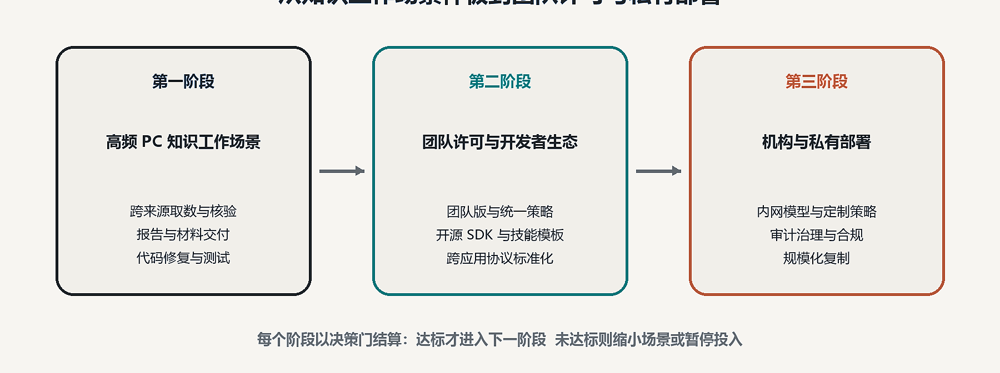 第一阶段
高频 PC 知识工作场景
跨来源取数与核验
报告与材料交付
代码修复与测试
第二阶段
团队许可与开发者生态
团队版与统一策略
开源 SDK 与技能模板
跨应用协议标准化
第三阶段
机构与私有部署
内网模型与定制策略
审计治理与合规
规模化复制
每个阶段以决策门结算：达标才进入下一阶段 未达标则缩小场景或暂停投入